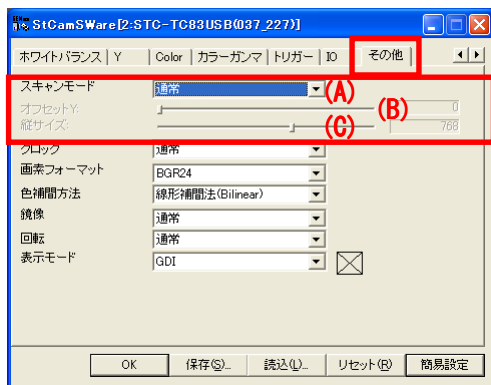 StCamSWare[2:STC-TC83USB(037_227)]
ホワイトバランス Y Color カラーガンマ トリガー IO その他
スキャンモード 通常 (A)
オフセットY: 0 (B)
縦サイズ: 768 (C)
クロック 通常
画素フォーマット BGR24
色補間方法 線形補間法(Bilinear)
鏡像 通常
回転 通常
表示モード GDI
OK 保存(S)... 読込(L)... リセット(R) 簡易設定